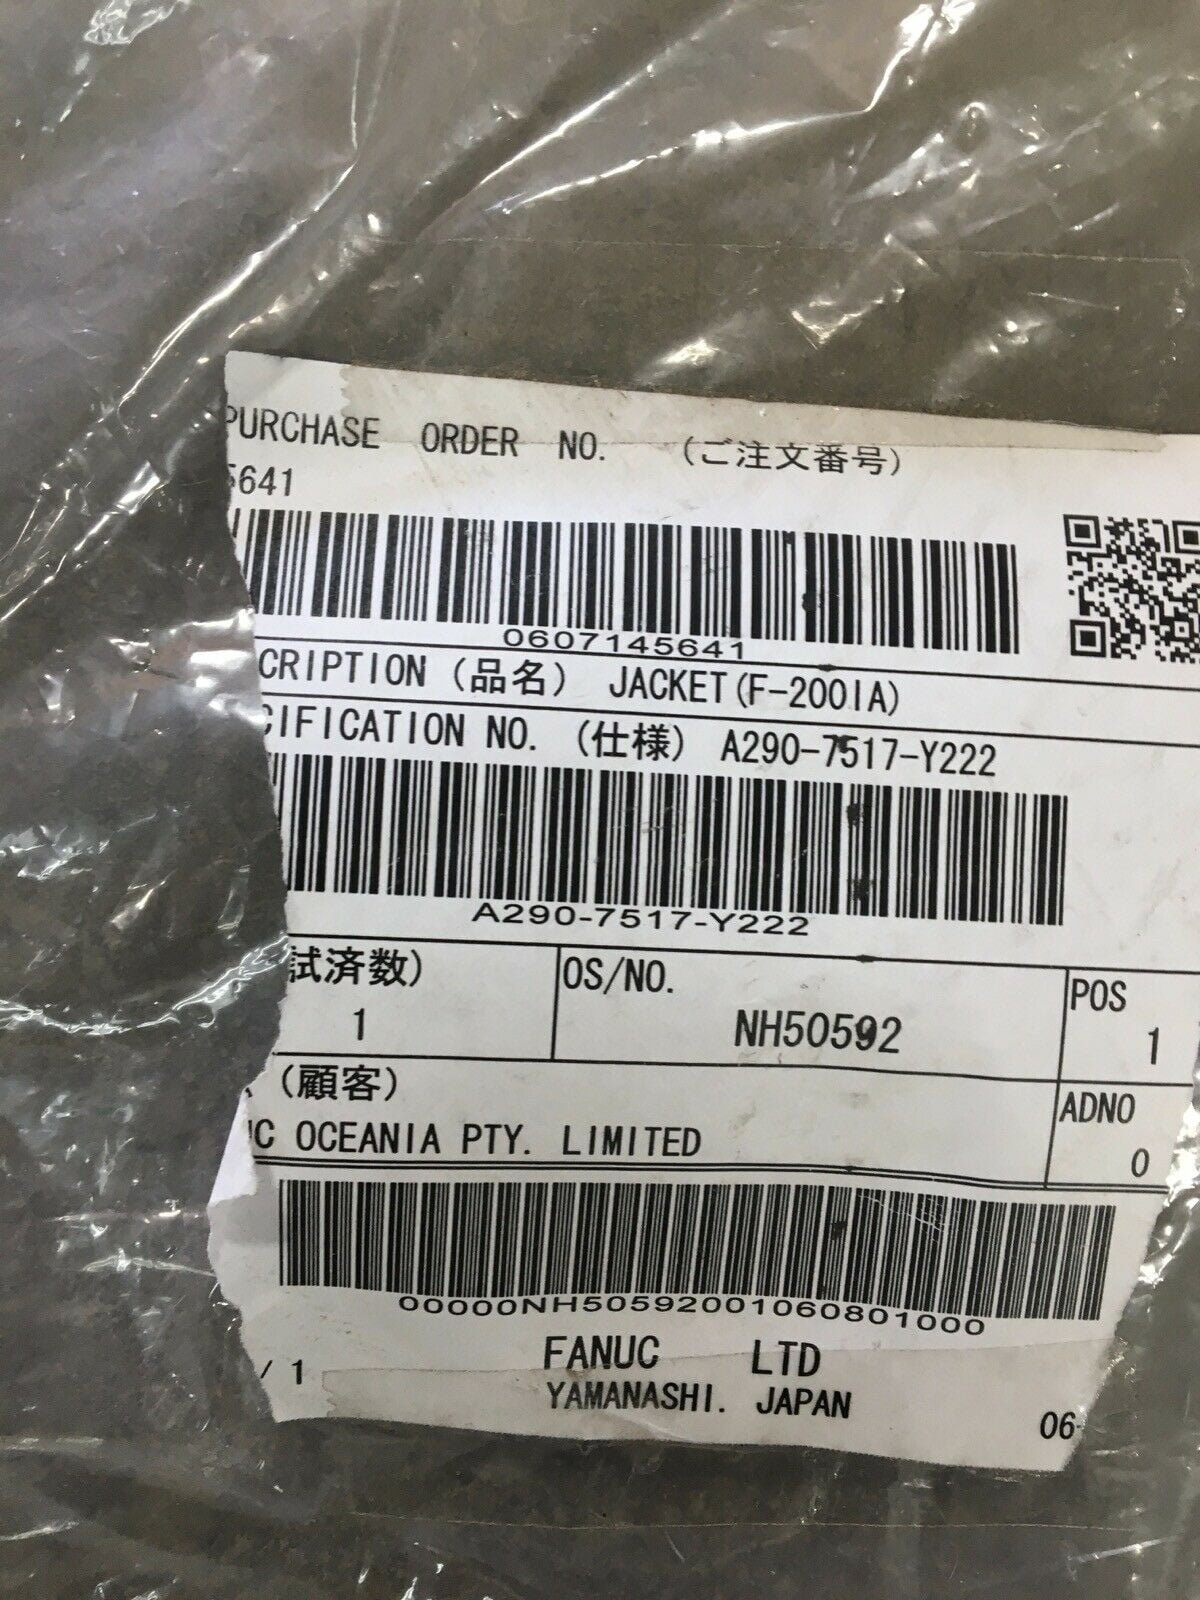 PURCHASE ORDER NO. (ご注文番号)
5641
0607145641
CRIPTION (品名) JACKET(F-200IA)
CIFICATION NO. (仕様) A290-7517-Y222
A290-7517-Y222
試済数) OS/NO. POS
1 NH50592 1
(顧客) ADNO
C OCEANIA PTY. LIMITED 0
00000NH50592001060801000
/ 1 FANUC LTD
YAMANASHI. JAPAN 06-